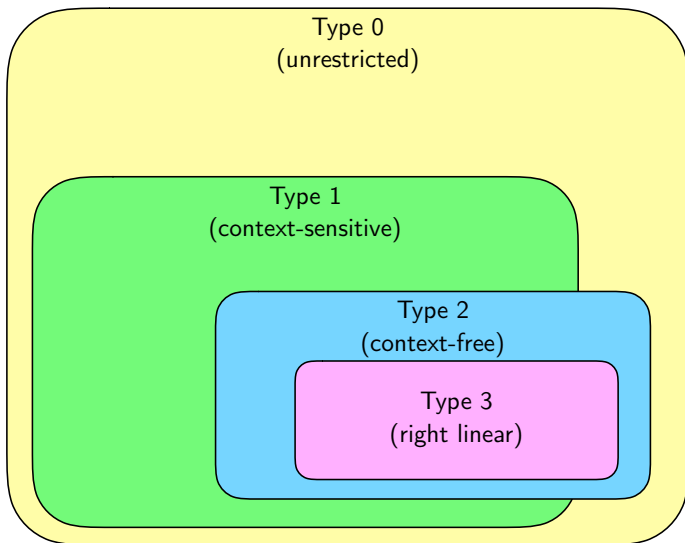 Type 0
(unrestricted)
Type 1
(context-sensitive)
Type 2
(context-free)
Type 3
(right linear)